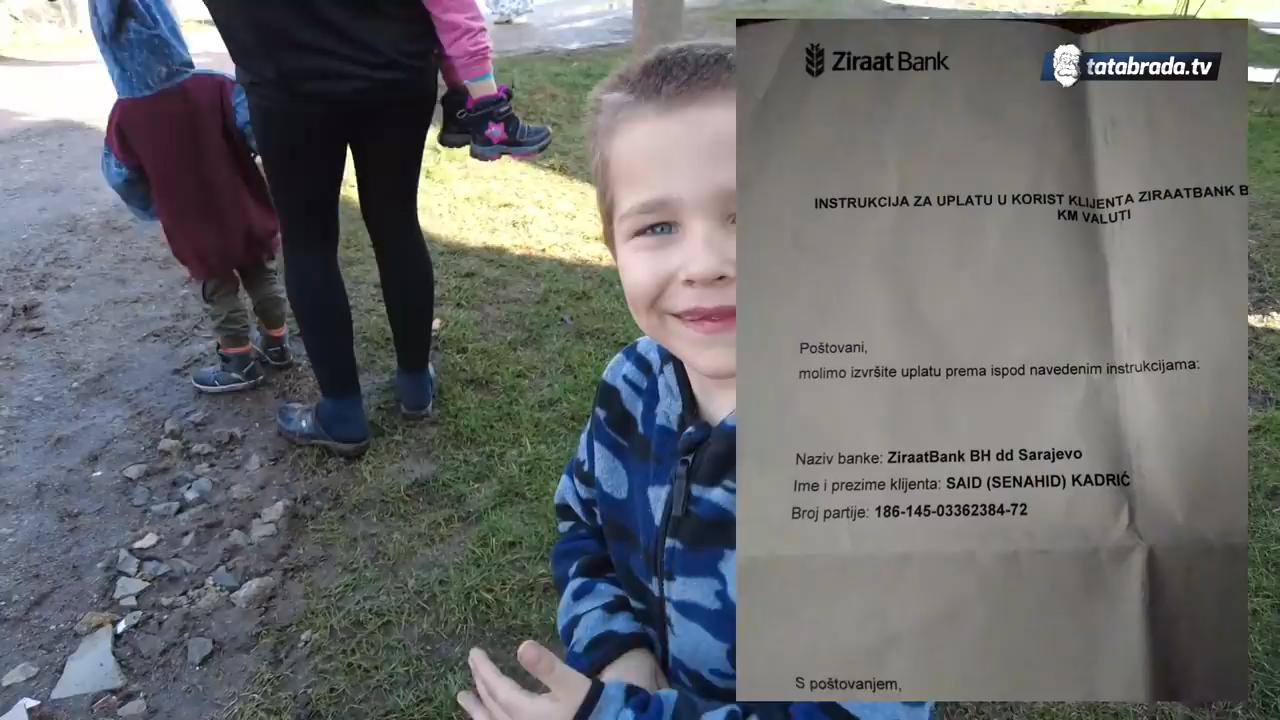 Ziraat Bank
tatabrada.tv
INSTRUKCIJA ZA UPLATU U KORIST KLIJENTA ZIRAATBANK B
KM VALUTI
Poštovani,
molimo izvršite uplatu prema ispod navedenim instrukcijama:
Naziv banke: ZiraatBank BH dd Sarajevo
Ime i prezime klijenta: SAID (SENAHID) KADRIĆ
Broj partije: 186-145-03362384-72
S poštovanjem,